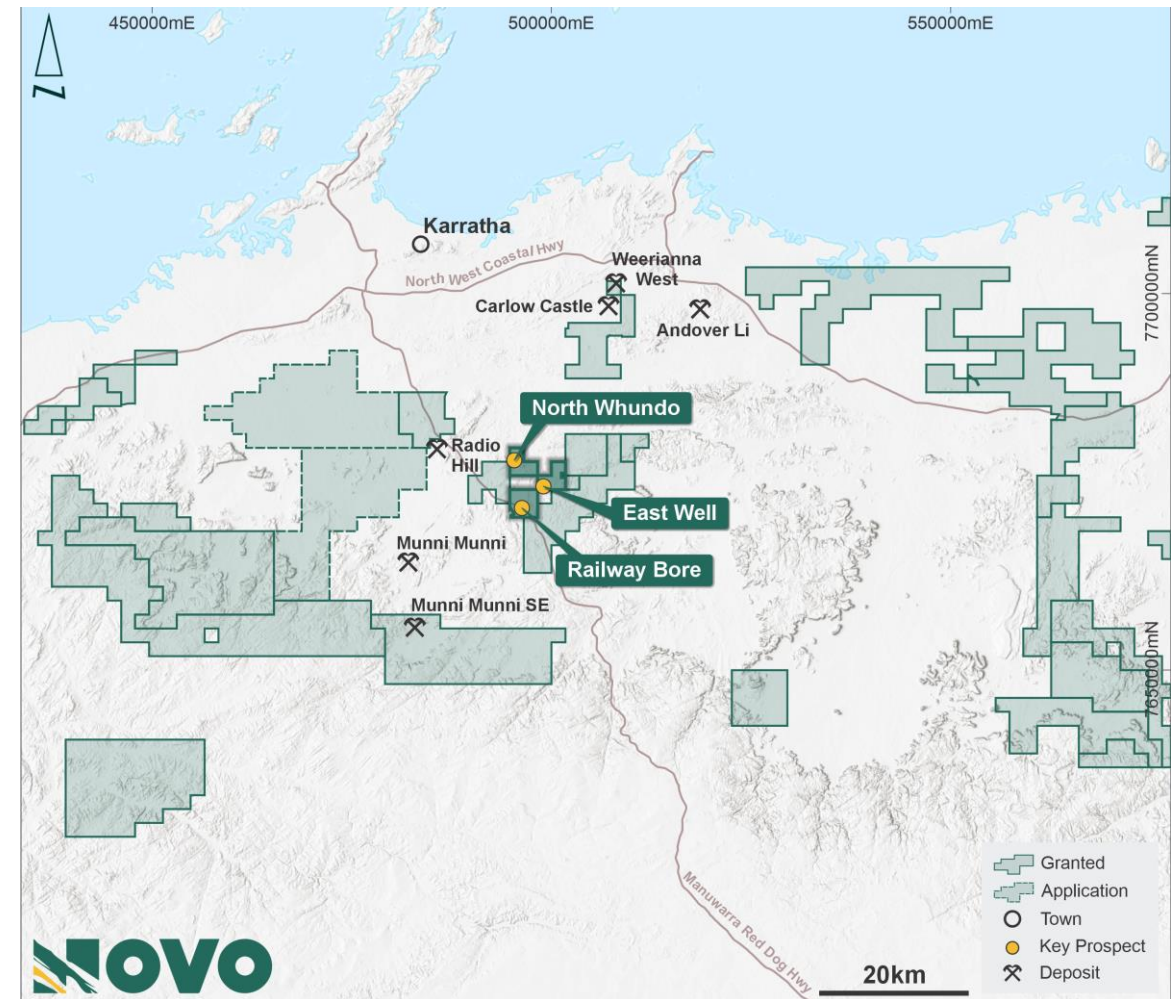 450000mE
500000mE
550000mE
N
Karratha
North West Coastal Hwy
Weerianna
West
Carlow Castle
Andover Li
7700000mN
North Whundo
Radio
Hill
East Well
Munni Munni
Railway Bore
Munni Munni SE
7650000mN
Manuwarra Red Dog Hwy
Granted
Application
Town
Key Prospect
Deposit
NOVO
20km